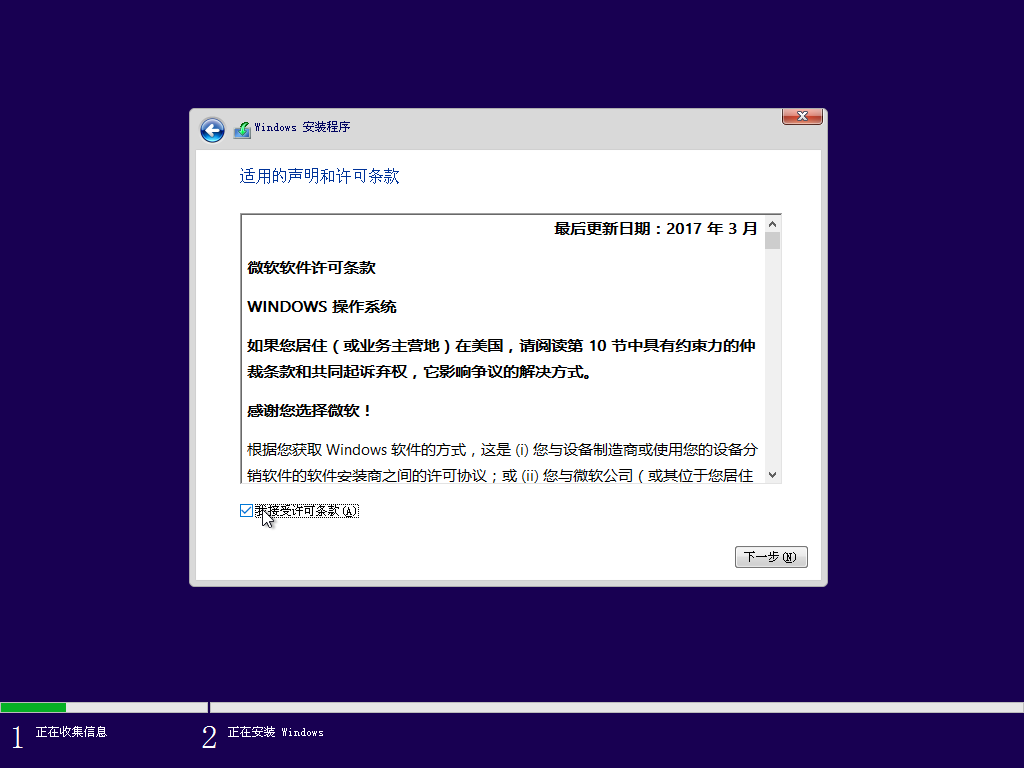 Windows 安装程序
适用的声明和许可条款
最后更新日期：2017 年 3 月
微软软件许可条款
WINDOWS 操作系统
如果您居住（或业务主营地）在美国，请阅读第 10 节中具有约束力的仲
裁条款和共同起诉弃权，它影响争议的解决方式。
感谢您选择微软！
根据您获取 Windows 软件的方式，这是 (i) 您与设备制造商或使用您的设备分
销软件的软件安装商之间的许可协议；或 (ii) 您与微软公司（或其位于您居住
我接受许可条款(A)
下一步(N)
1 正在收集信息
2 正在安装 Windows